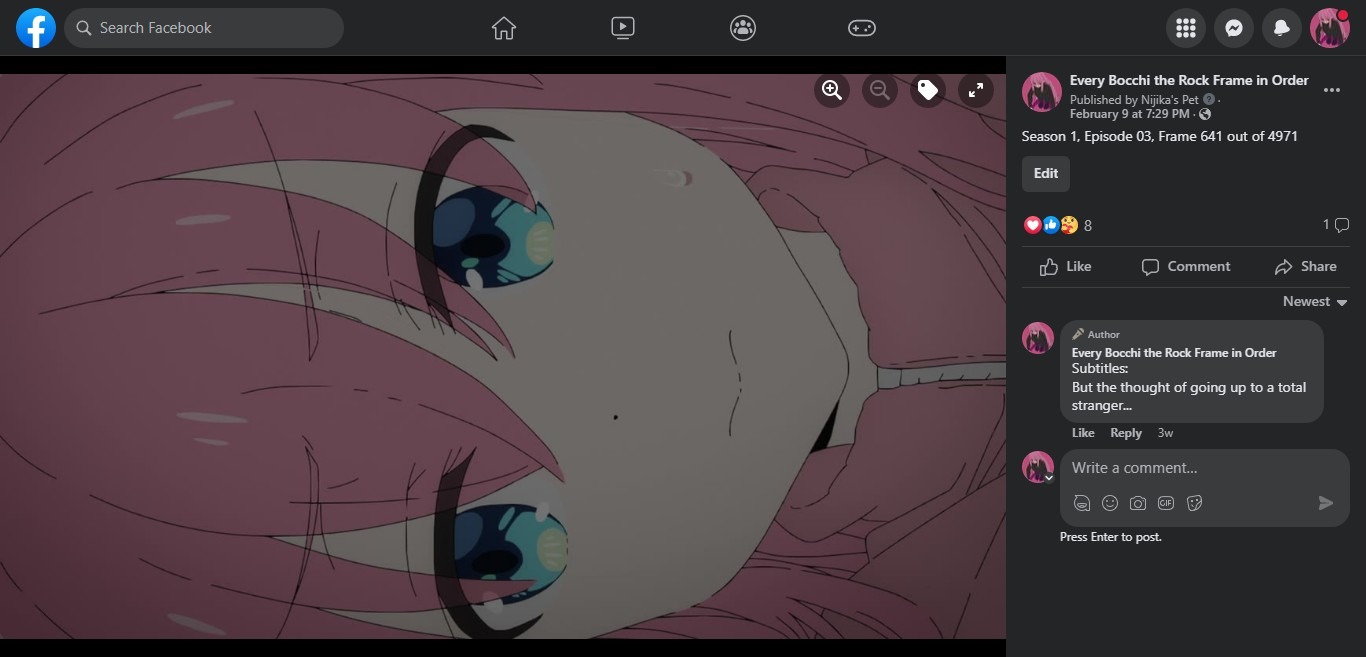 Search Facebook
Every Bocchi the Rock Frame in Order
Published by Nijika's Pet ·
February 9 at 7:29 PM ·
Season 1, Episode 03, Frame 641 out of 4971
Edit
8
1
Like
Comment
Share
Newest
Author
Every Bocchi the Rock Frame in Order
Subtitles:
But the thought of going up to a total
stranger...
Like Reply 3w
Write a comment...
GIF
Press Enter to post.